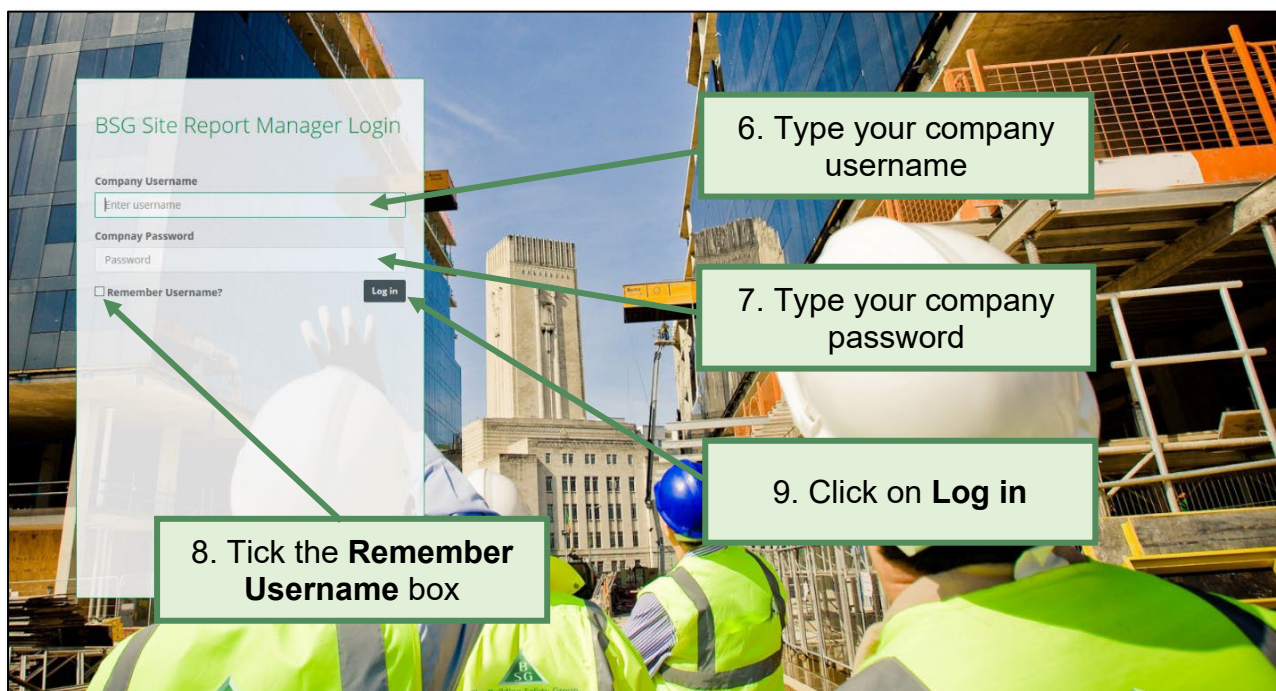 BSG Site Report Manager Login
Company Username
Enter username
Compnay Password
Password
Remember Username?
Log in
6. Type your company
username
7. Type your company
password
8. Tick the Remember
Username box
9. Click on Log in
B
SG